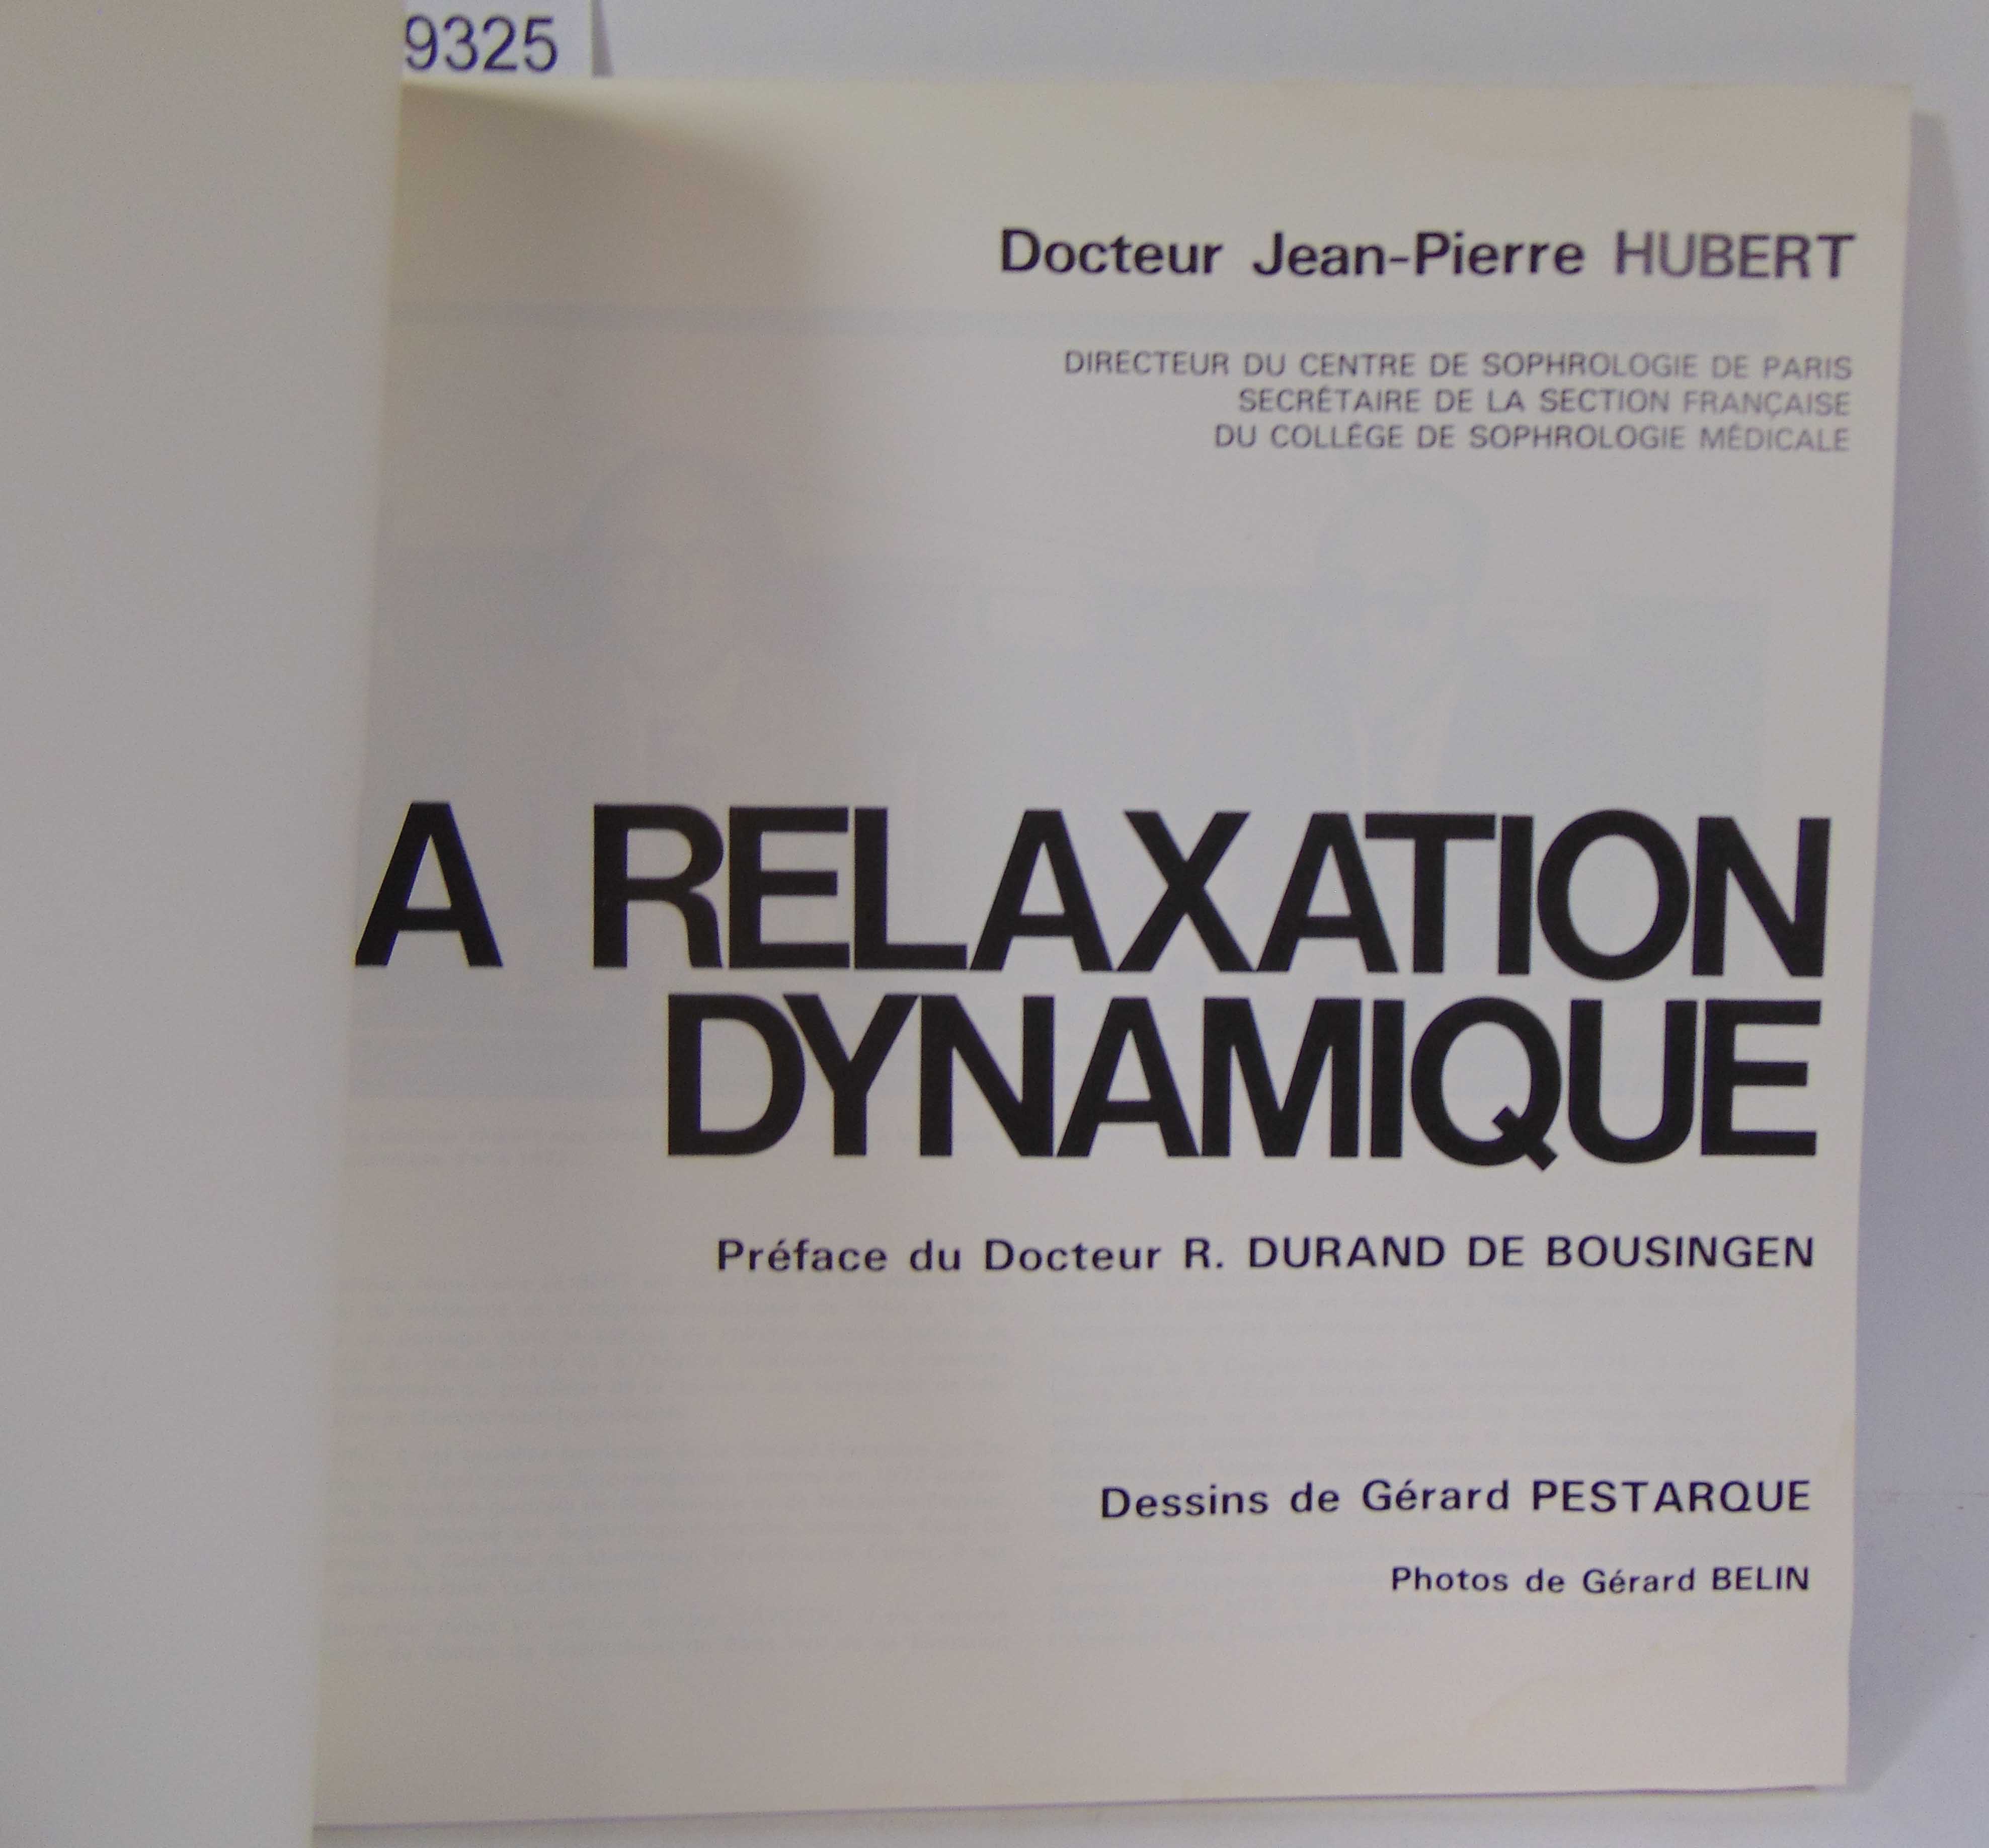 9325
Docteur Jean-Pierre HUBERT
DIRECTEUR DU CENTRE DE SOPHROLOGIE DE PARIS
SECRÉTAIRE DE LA SECTION FRANÇAISE
DU COLLÉGE DE SOPHROLOGIE MÉDICALE
A RELAXATION
DYNAMIQUE
Préface du Docteur R. DURAND DE BOUSINGEN
Dessins de Gérard PESTARQUE
Photos de Gérard BELIN